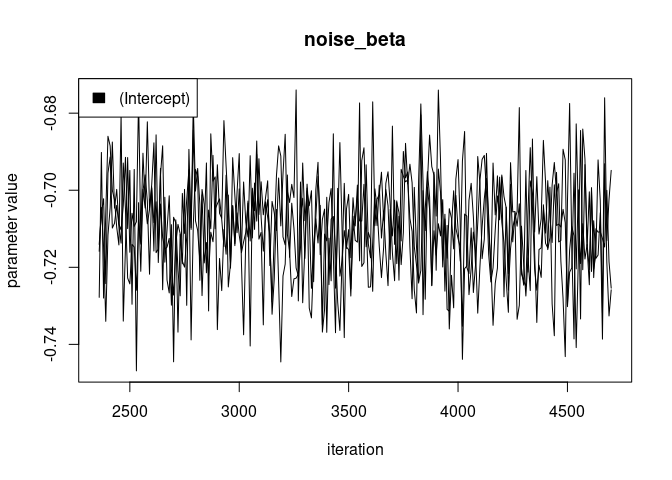 noise_beta
(Intercept)
parameter value
-0.68
-0.70
-0.72
-0.74
2500 3000 3500 4000 4500
iteration